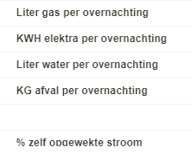 Liter gas per overnachting
KWH elektra per overnachting
Liter water per overnachting
KG afval per overnachting
% zelf opgewekte stroom